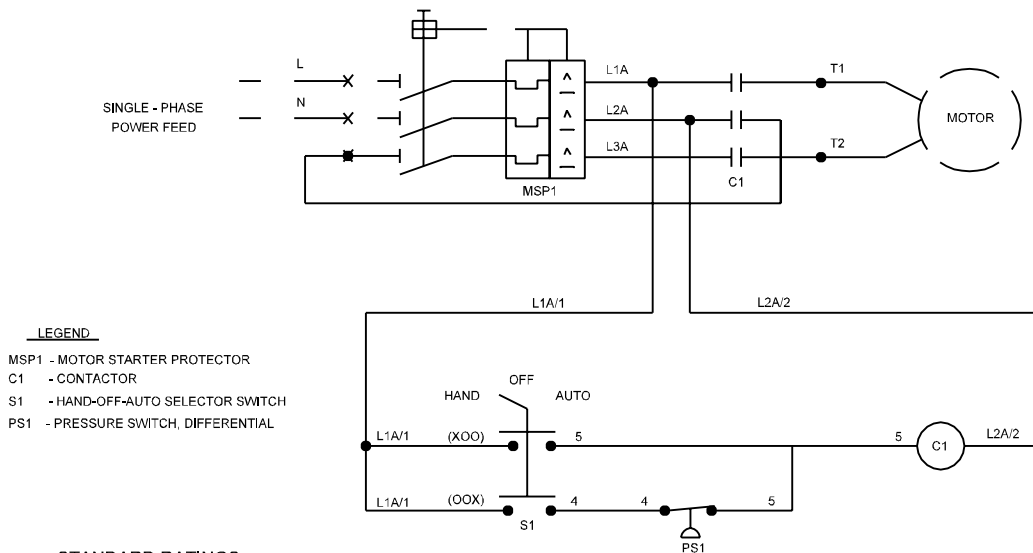 L
N
SINGLE - PHASE
POWER FEED
L1A
L2A
L3A
MSP1
C1
T1
T2
MOTOR
L1A/1
L2A/2
LEGEND
MSP1 - MOTOR STARTER PROTECTOR
C1 - CONTACTOR
S1 - HAND-OFF-AUTO SELECTOR SWITCH
PS1 - PRESSURE SWITCH, DIFFERENTIAL
OFF
HAND AUTO
L1A/1 (XOO) 5 5 C1 L2A/2
L1A/1 (OOX) 4 4 5
S1
PS1
STANDARD RATINGS